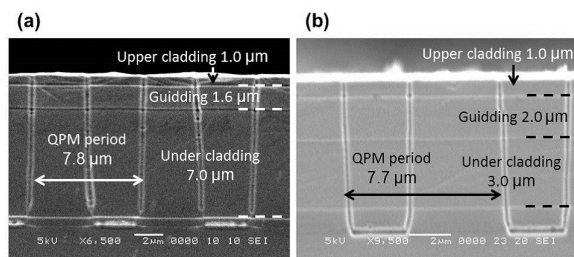 (a)
Upper cladding 1.0 µm
Guidding 1.6 µm
QPM period
7.8 µm
Under cladding
7.0 µm
5kV X6,500 2µm 0000 10 10 SEI
(b)
Upper cladding 1.0 µm
Guidding 2.0 µm
QPM period
7.7 µm
Under cladding
3.0 µm
5kV X9,500 2µm 0000 23 20 SEI